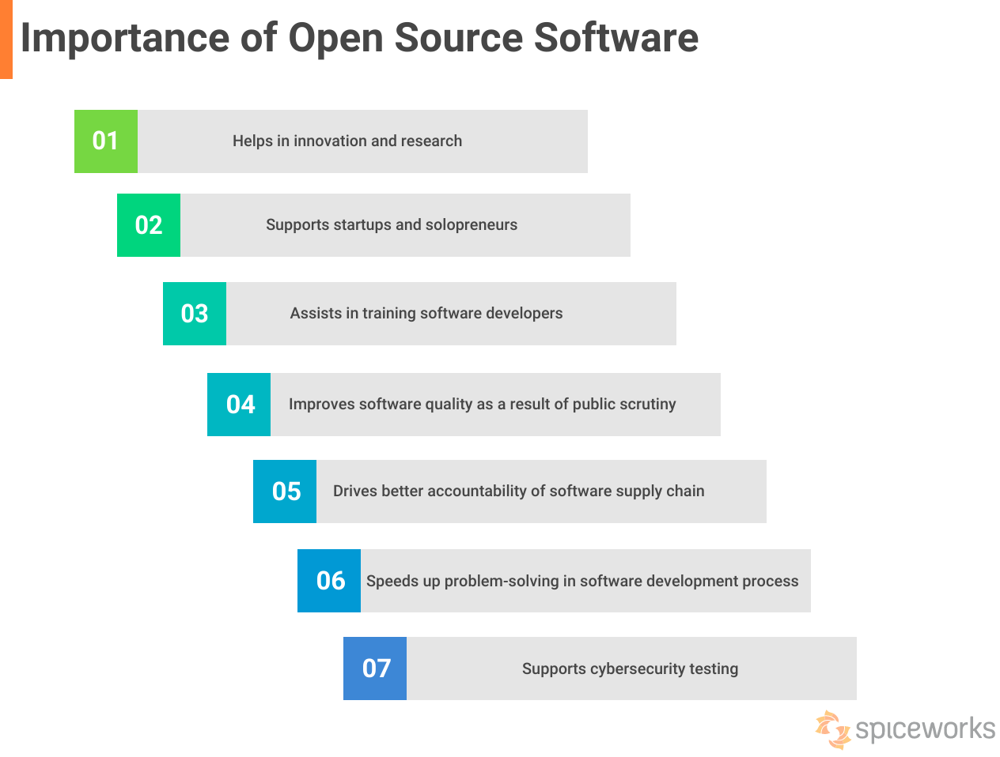 Importance of Open Source Software
01
Helps in innovation and research
02
Supports startups and solopreneurs
03
Assists in training software developers
04
Improves software quality as a result of public scrutiny
05
Drives better accountability of software supply chain
06
Speeds up problem-solving in software development process
07
Supports cybersecurity testing
spiceworks